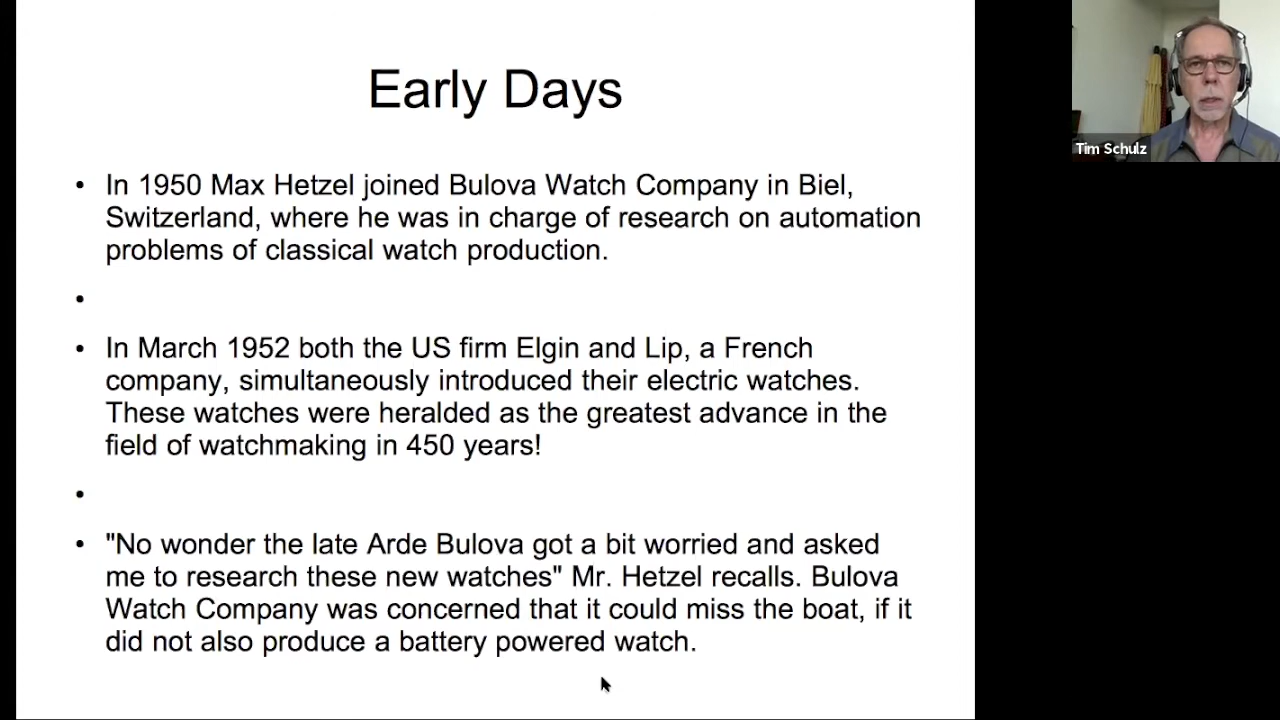 Early Days
• In 1950 Max Hetzel joined Bulova Watch Company in Biel,
Switzerland, where he was in charge of research on automation
problems of classical watch production.
•
• In March 1952 both the US firm Elgin and Lip, a French
company, simultaneously introduced their electric watches.
These watches were heralded as the greatest advance in the
field of watchmaking in 450 years!
•
• "No wonder the late Arde Bulova got a bit worried and asked
me to research these new watches" Mr. Hetzel recalls. Bulova
Watch Company was concerned that it could miss the boat, if it
did not also produce a battery powered watch.
Tim Schulz